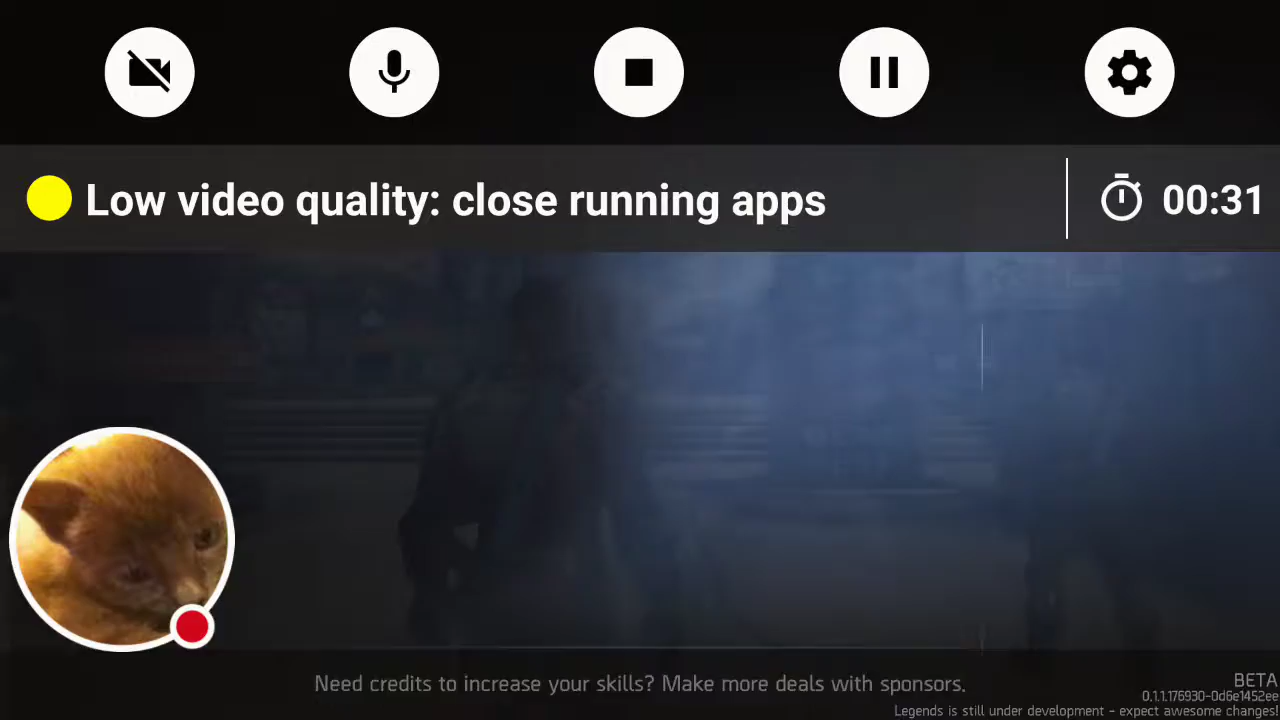 Low video quality: close running apps
00:31
Need credits to increase your skills? Make more deals with sponsors.
BETA
0,1.1.176930-0d6e1452ee
Legends is still under development - expect awesome changes!